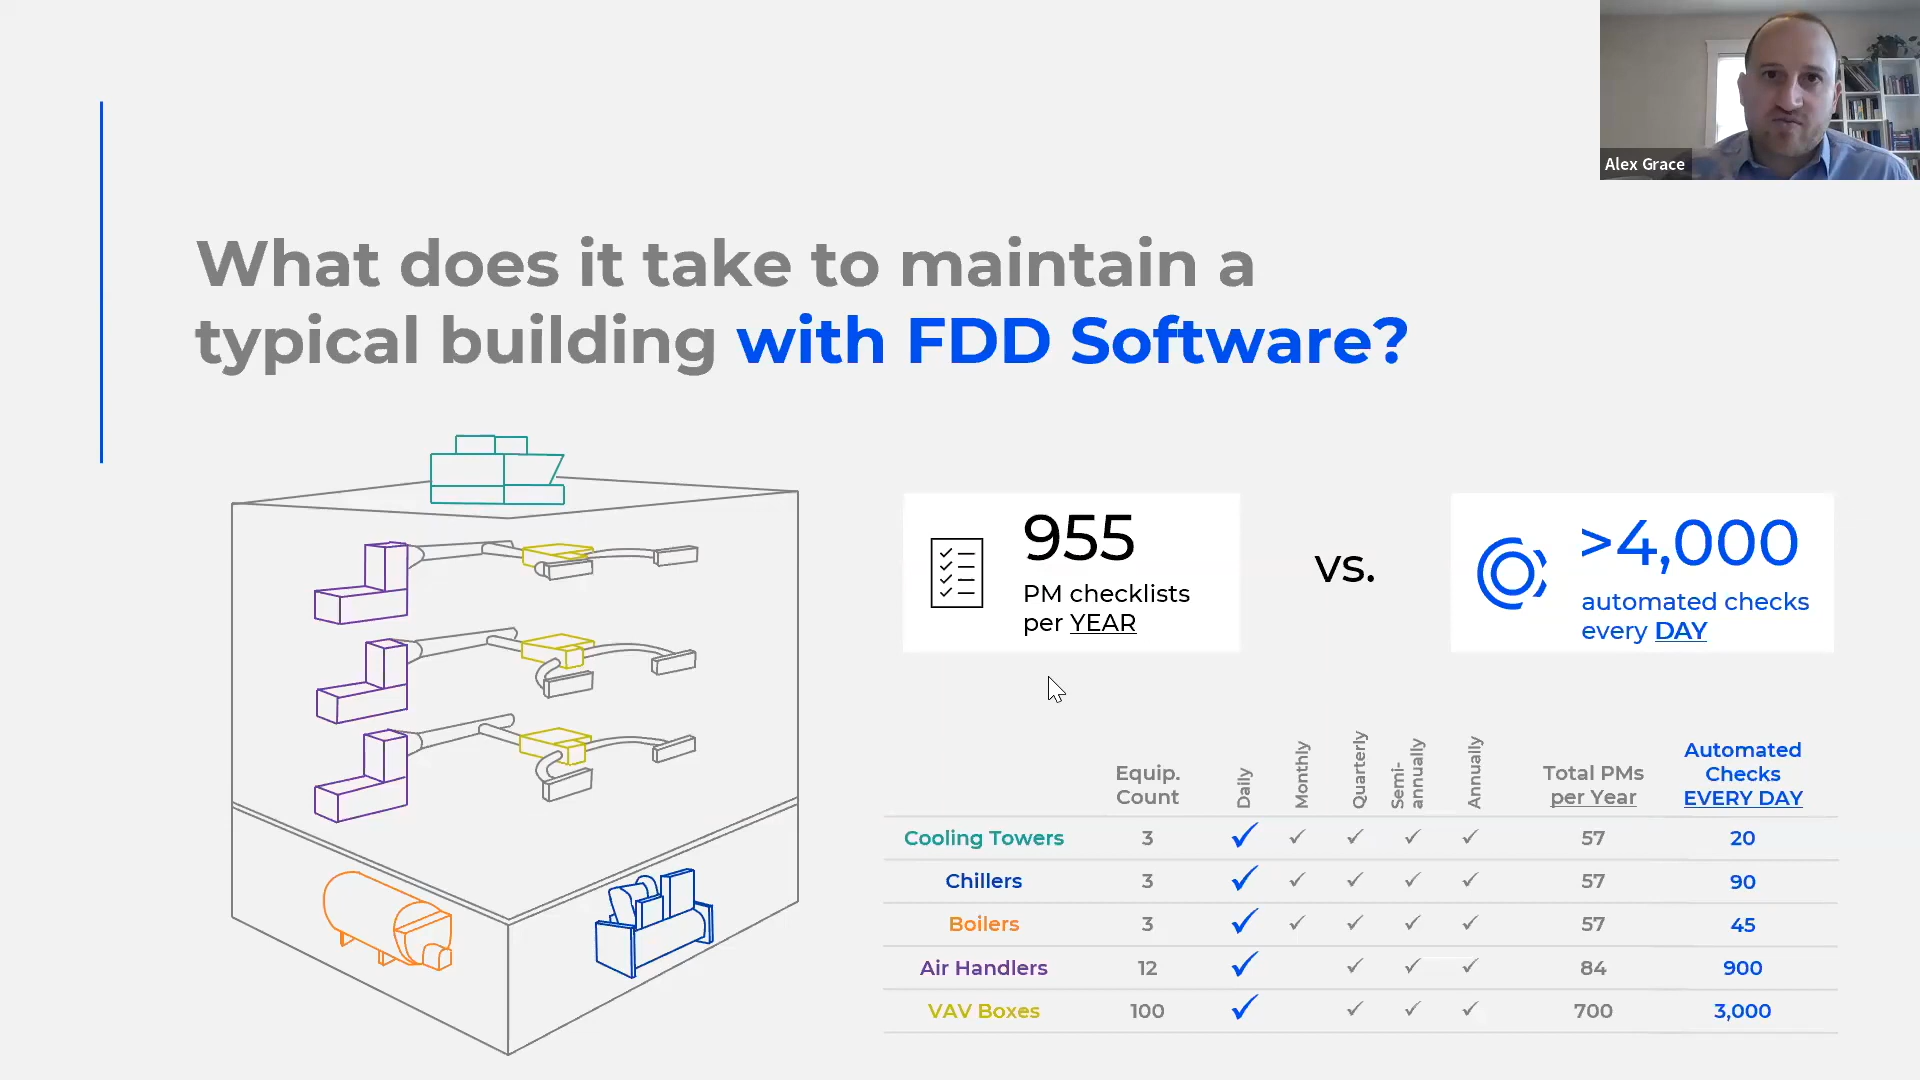 Alex Grace
What does it take to maintain a
typical building with FDD Software?
955
PM checklists
per YEAR
vs.
>4,000
automated checks
every DAY
Equip.
Count
Daily
Monthly
Quarterly
Semi-
annually
Annually
Total PMs
per Year
Automated
Checks
EVERY DAY
Cooling Towers 3 57 20
Chillers 3 57 90
Boilers 3 57 45
Air Handlers 12 84 900
VAV Boxes 100 700 3,000